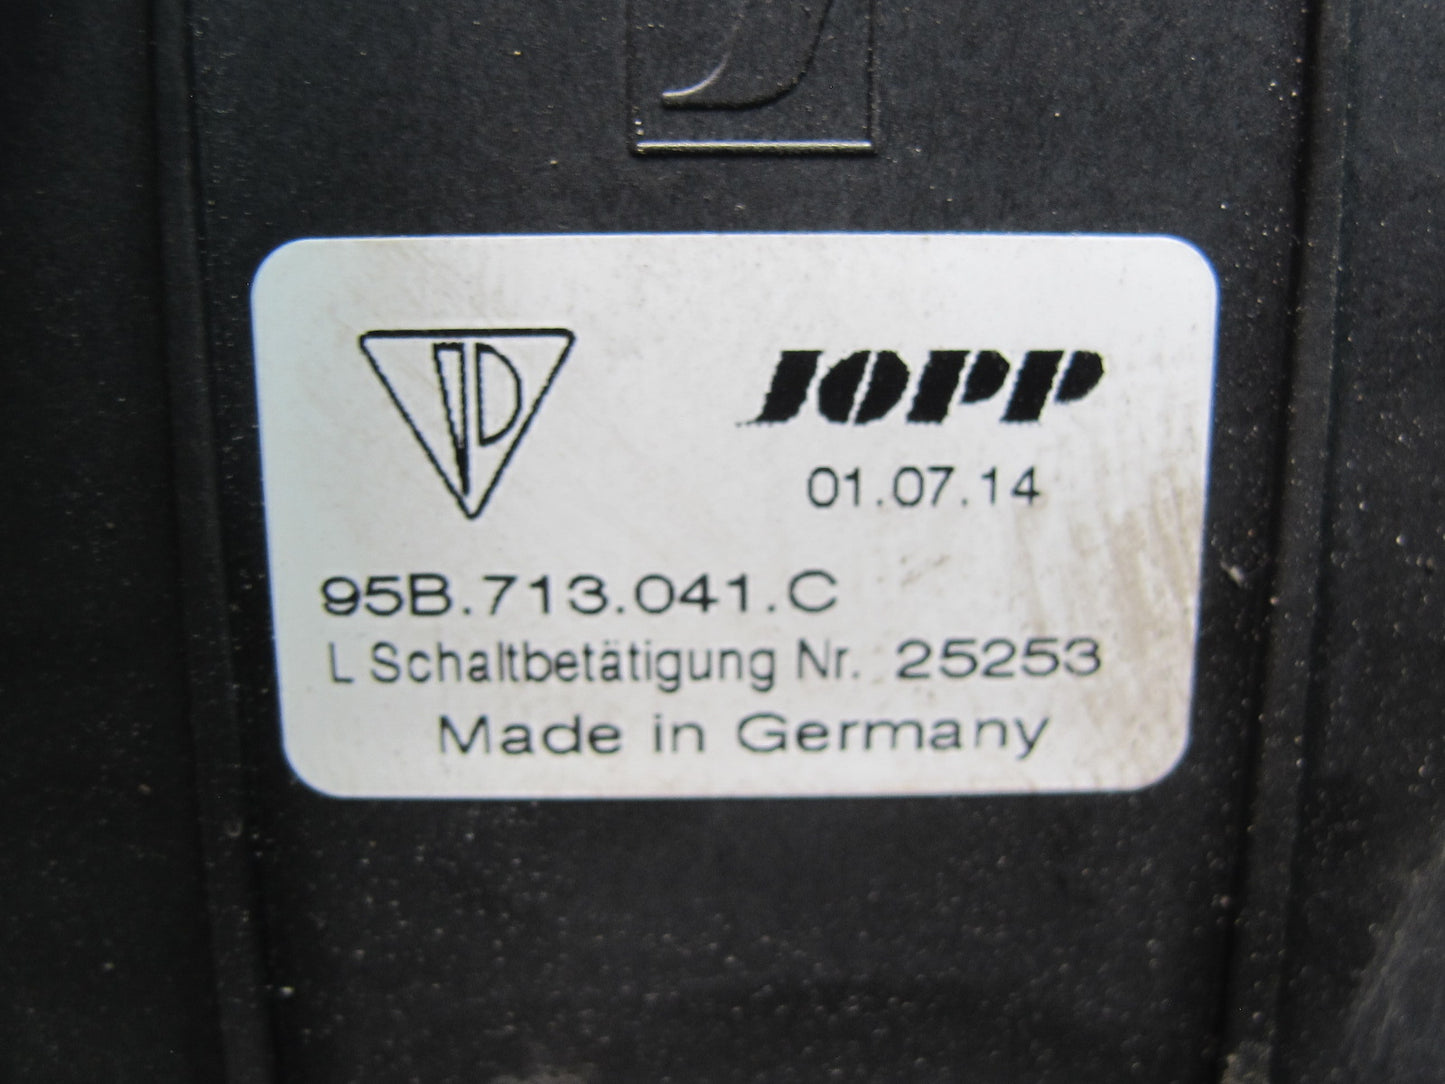 JOPP
01.07.14
95B.713.041.C
L Schaltbetätigung Nr. 25253
Made in Germany